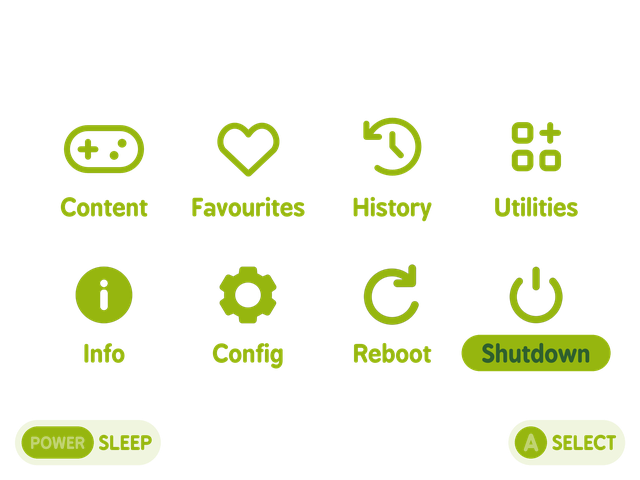 Content Favourites History Utilities
Info Config Reboot Shutdown
POWER SLEEP A SELECT